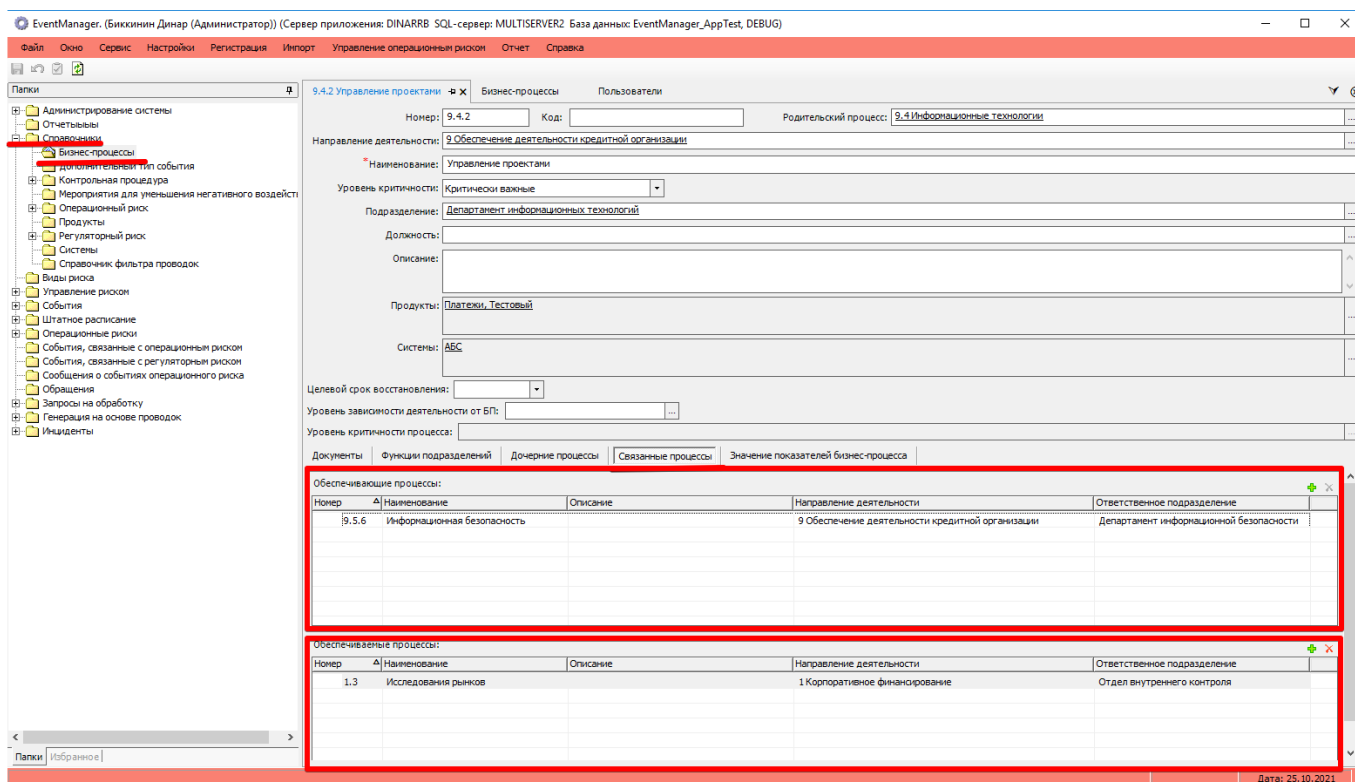 EventManager. (Биккинин Динар (Администратор)) (Сервер приложения: DINARRB SQL-сервер: MULTISERVER2 База данных: EventManager_AppTest, DEBUG)
Файл Окно Сервис Настройки Регистрация Импорт Управление операционным риском Отчет Справка
Папки
Администрирование системы
Отчетыыыы
Справочники
Бизнес-процессы
Дополнительный тип события
Контрольная процедура
Мероприятия для уменьшения негативного воздейст
Операционный риск
Продукты
Регуляторный риск
Системы
Справочник фильтра проводок
Виды риска
Управление риском
События
Штатное расписание
Операционные риски
События, связанные с операционным риском
События, связанные с регуляторным риском
Сообщения о событиях операционного риска
Обращения
Запросы на обработку
Генерация на основе проводок
Инциденты
Папки Избранное
9.4.2 Управление проектами Бизнес-процессы Пользователи
Номер: 9.4.2 Код: Родительский процесс: 9.4 Информационные технологии ...
Направление деятельности: 9 Обеспечение деятельности кредитной организации ...
*Наименование: Управление проектами
Уровень критичности: Критически важные
Подразделение: Департамент информационных технологий ...
Должность: ...
Описание:
Продукты: Платежи, Тестовый ...
Системы: АБС ...
Целевой срок восстановления:
Уровень зависимости деятельности от БП: ...
Уровень критичности процесса: ...
Документы Функции подразделений Дочерние процессы Связанные процессы Значение показателей бизнес-процесса
Обеспечивающие процессы:
Номер Наименование Описание Направление деятельности Ответственное подразделение
9.5.6 Информационная безопасность 9 Обеспечение деятельности кредитной организации Департамент информационной безопасности
Обеспечиваемые процессы:
Номер Наименование Описание Направление деятельности Ответственное подразделение
1.3 Исследования рынков 1 Корпоративное финансирование Отдел внутреннего контроля
Дата: 25.10.2021